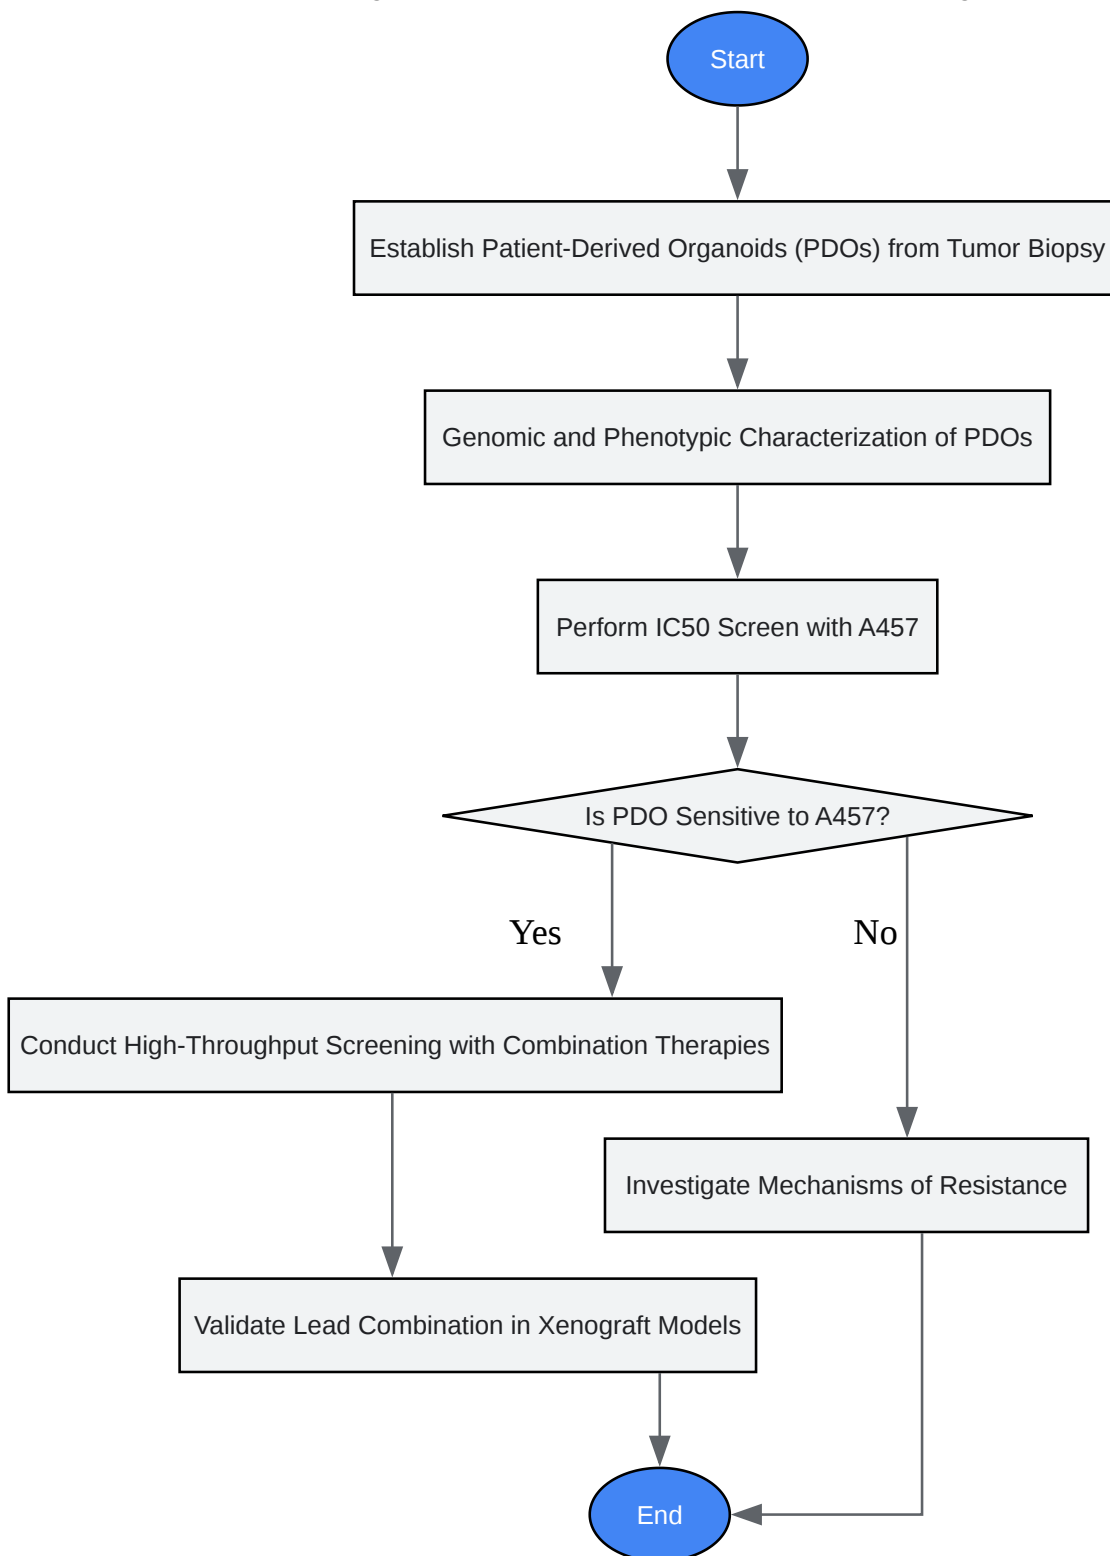 Start
Establish Patient-Derived Organoids (PDOs) from Tumor Biopsy
Genomic and Phenotypic Characterization of PDOs
Perform IC50 Screen with A457
Is PDO Sensitive to A457?
Yes
No
Conduct High-Throughput Screening with Combination Therapies
Investigate Mechanisms of Resistance
Validate Lead Combination in Xenograft Models
End